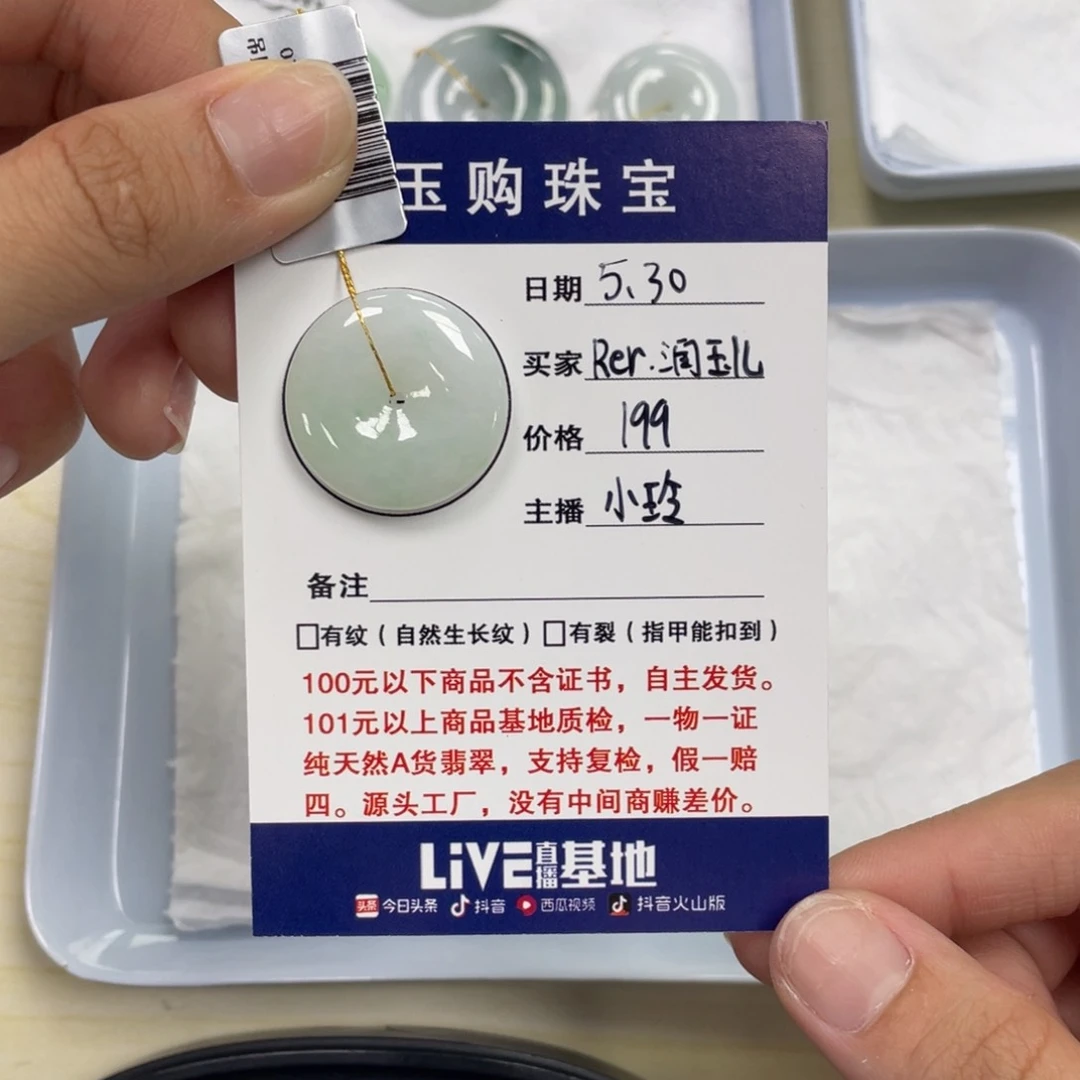 玉购珠宝
日期 5、30
买家 Rer.润玉儿
价格 199
主播 小玲
备注
□有纹（自然生长纹）□有裂（指甲能扣到）
100元以下商品不含证书，自主发货。
101元以上商品基地质检，一物一证
纯天然A货翡翠，支持复检，假一赔
四。源头工厂，没有中间商赚差价。
LiVE直播基地
头条 今日头条 抖音 西瓜视频 抖音火山版